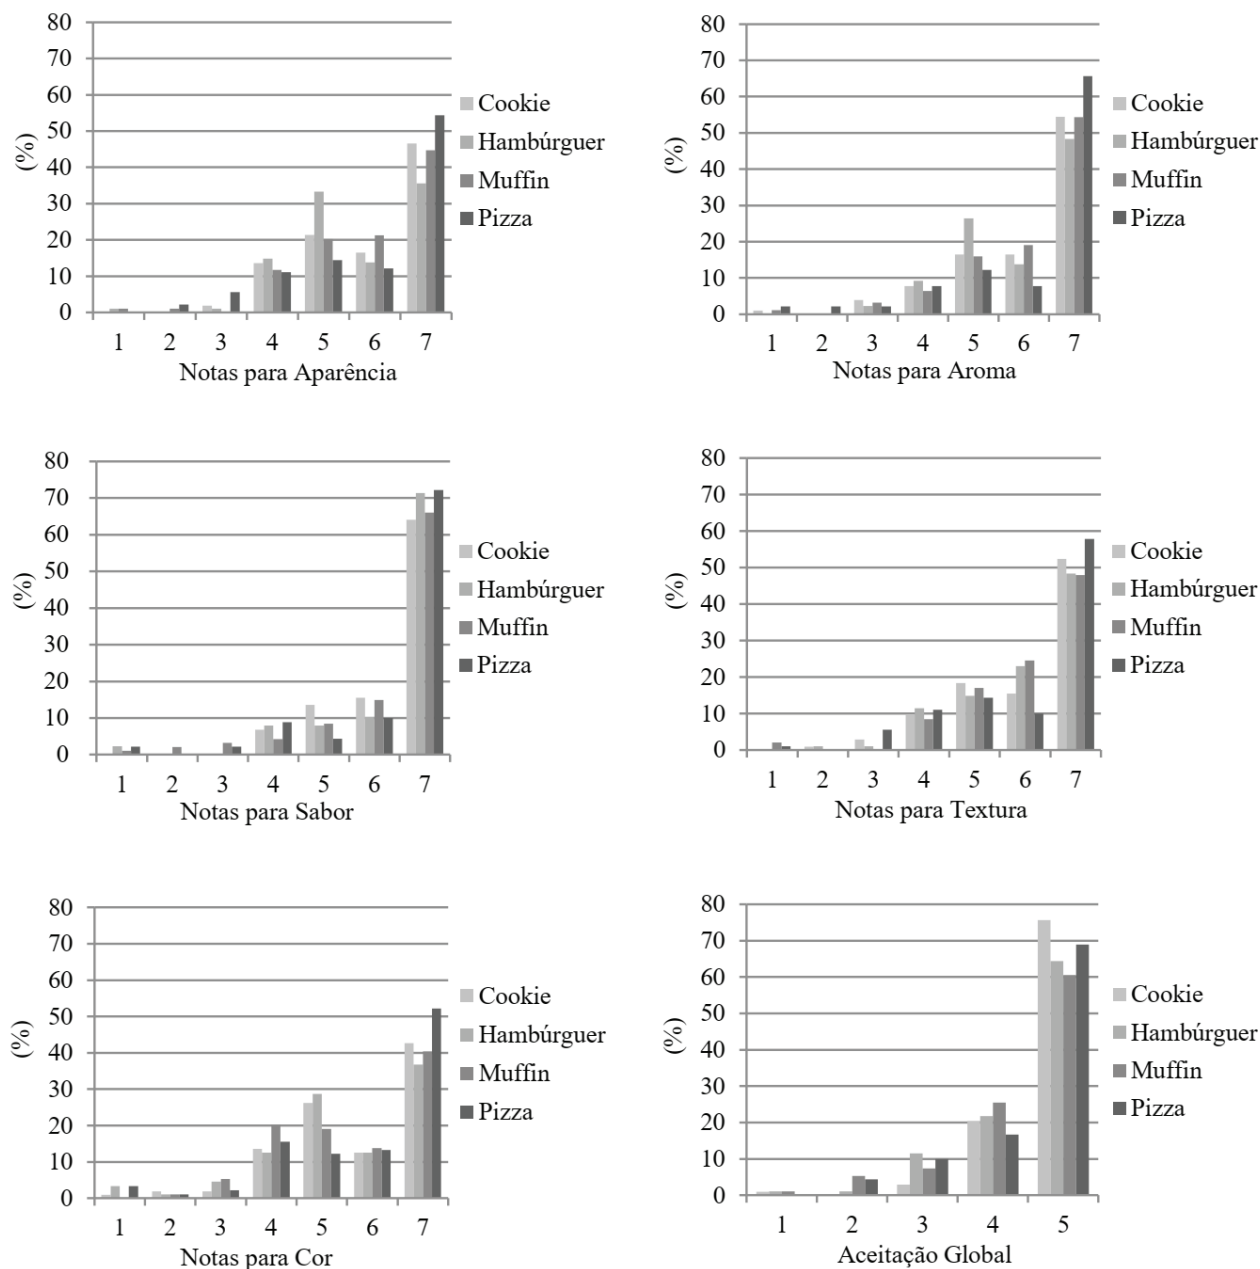 80
70
60
50
40
30
20
10
0
(%)
1 2 3 4 5 6 7
Notas para Aparência
Cookie
Hambúrguer
Muffin
Pizza
80
70
60
50
40
30
20
10
0
(%)
1 2 3 4 5 6 7
Notas para Aroma
Cookie
Hambúrguer
Muffin
Pizza
80
70
60
50
40
30
20
10
0
(%)
1 2 3 4 5 6 7
Notas para Sabor
Cookie
Hambúrguer
Muffin
Pizza
80
70
60
50
40
30
20
10
0
(%)
1 2 3 4 5 6 7
Notas para Textura
Cookie
Hambúrguer
Muffin
Pizza
80
70
60
50
40
30
20
10
0
(%)
1 2 3 4 5 6 7
Notas para Cor
Cookie
Hambúrguer
Muffin
Pizza
80
70
60
50
40
30
20
10
0
(%)
1 2 3 4 5
Aceitação Global
Cookie
Hambúrguer
Muffin
Pizza